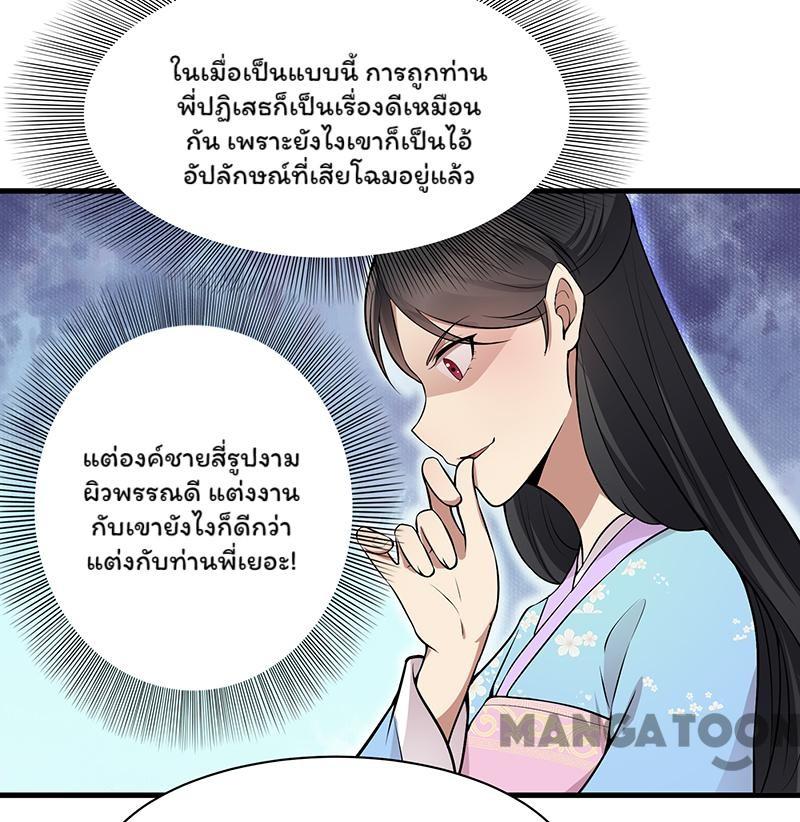 ในเมื่อเป็นแบบนี้ การถูกท่าน
พี่ปฏิเสธก็เป็นเรื่องดีเหมือน
กัน เพราะยังไงเขาก็เป็นไอ้
อัปลักษณ์ที่เสียโฉมอยู่แล้ว
แต่องค์ชายสี่รูปงาม
ผิวพรรณดี แต่งงาน
กับเขายังไงก็ดีกว่า
แต่งกับท่านพี่เยอะ!
MANGATOON